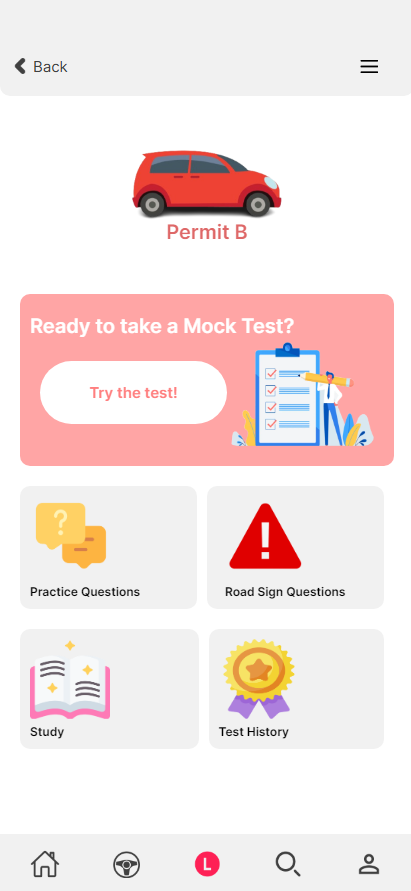 Back
Permit B
Ready to take a Mock Test?
Try the test!
?
!
Practice Questions
Road Sign Questions
Study
Test History
L